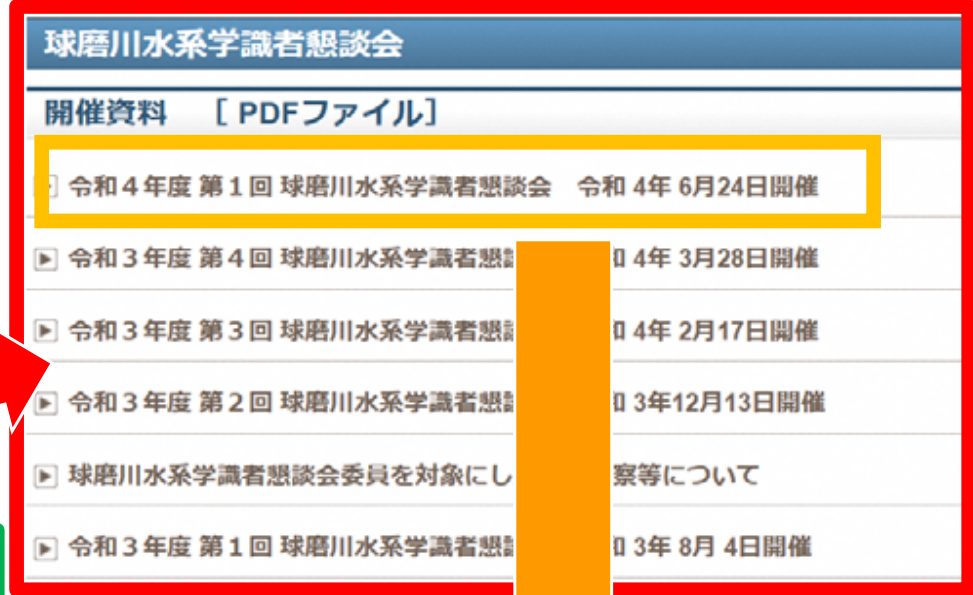 球磨川水系学識者懇談会
開催資料 [ PDFファイル]
令和４年度 第１回 球磨川水系学識者懇談会 令和 4年 6月24日開催
令和３年度 第４回 球磨川水系学識者懇 4年 3月28日開催
令和３年度 第３回 球磨川水系学識者懇 4年 2月17日開催
令和３年度 第２回 球磨川水系学識者懇 3年12月13日開催
球磨川水系学識者懇談会委員を対象にし 察等について
令和３年度 第１回 球磨川水系学識者懇 3年 8月 4日開催